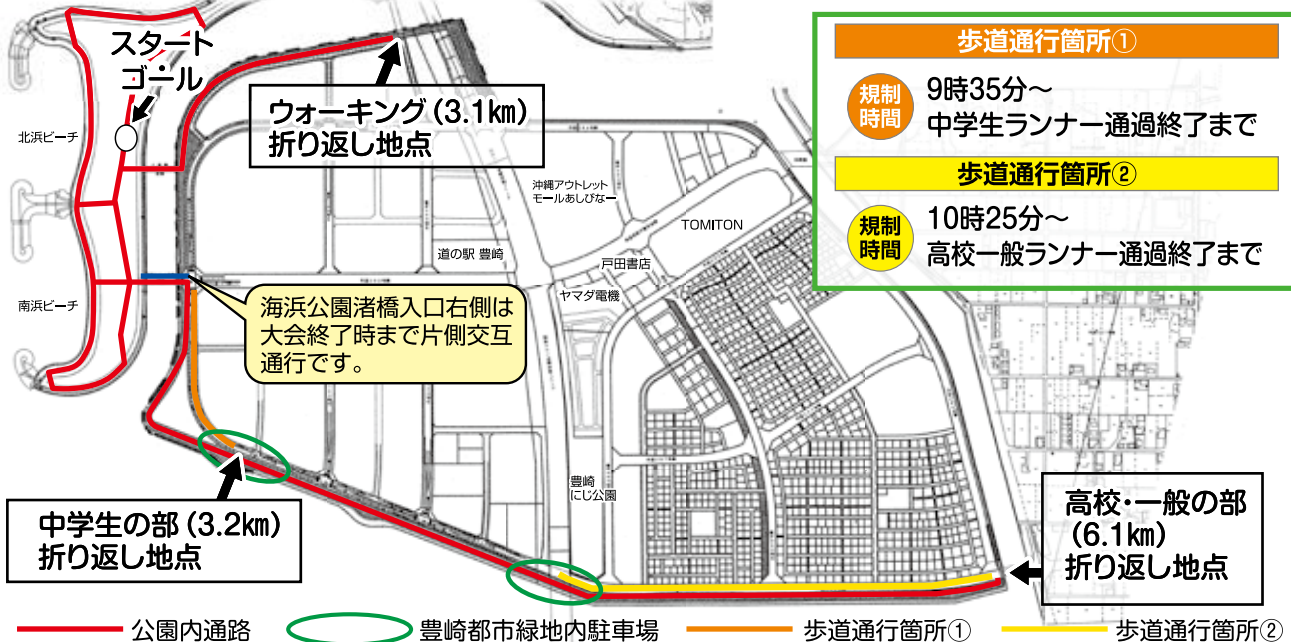 スタート
ゴール
北浜ビーチ
南浜ビーチ
ウォーキング（3.1km）
折り返し地点
歩道通行箇所①
規制
時間
9時35分～
中学生ランナー通過終了まで
歩道通行箇所②
規制
時間
10時25分～
高校一般ランナー通過終了まで
沖縄アウトレット
モールあしびなー
TOMITON
道の駅 豊崎
戸田書店
ヤマダ電機
海浜公園渚橋入口右側は
大会終了時まで片側交互
通行です。
豊崎
にじ公園
中学生の部（3.2km）
折り返し地点
高校・一般の部
（6.1km）
折り返し地点
公園内通路
豊崎都市緑地内駐車場
歩道通行箇所①
歩道通行箇所②